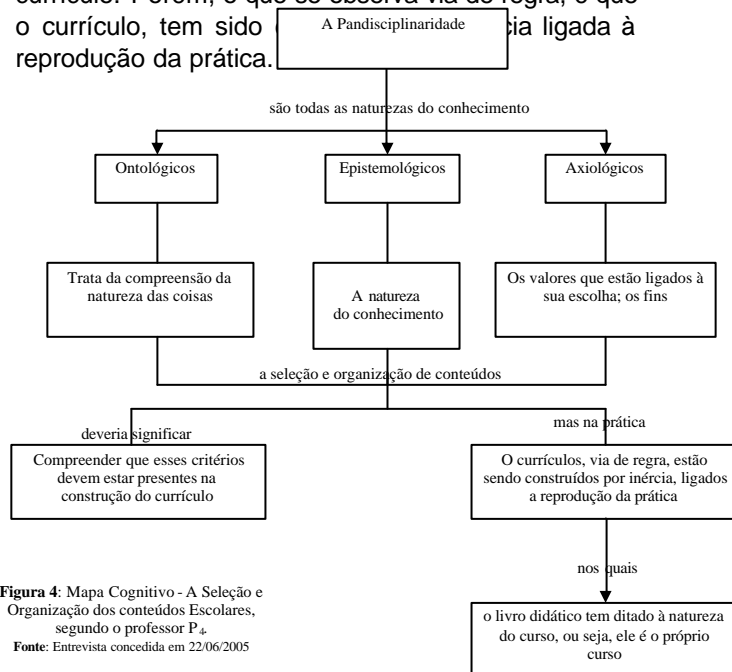 currículo. Porém, o que se observa via de regra, é que
o currículo, tem sido cia ligada à
reprodução da prática.
A Pandisciplinaridade
são todas as naturezas do conhecimento
Ontológicos
Epistemológicos
Axiológicos
Trata da compreensão da
natureza das coisas
A natureza
do conhecimento
Os valores que estão ligados à
sua escolha; os fins
a seleção e organização de conteúdos
deveria significar
mas na prática
Compreender que esses critérios
devem estar presentes na
construção do currículo
O currículos, via de regra, estão
sendo construídos por inércia, ligados
a reprodução da prática
nos quais
o livro didático tem ditado à natureza
do curso, ou seja, ele é o próprio
curso
Figura 4: Mapa Cognitivo - A Seleção e
Organização dos conteúdos Escolares,
segundo o professor P₄.
Fonte: Entrevista concedida em 22/06/2005